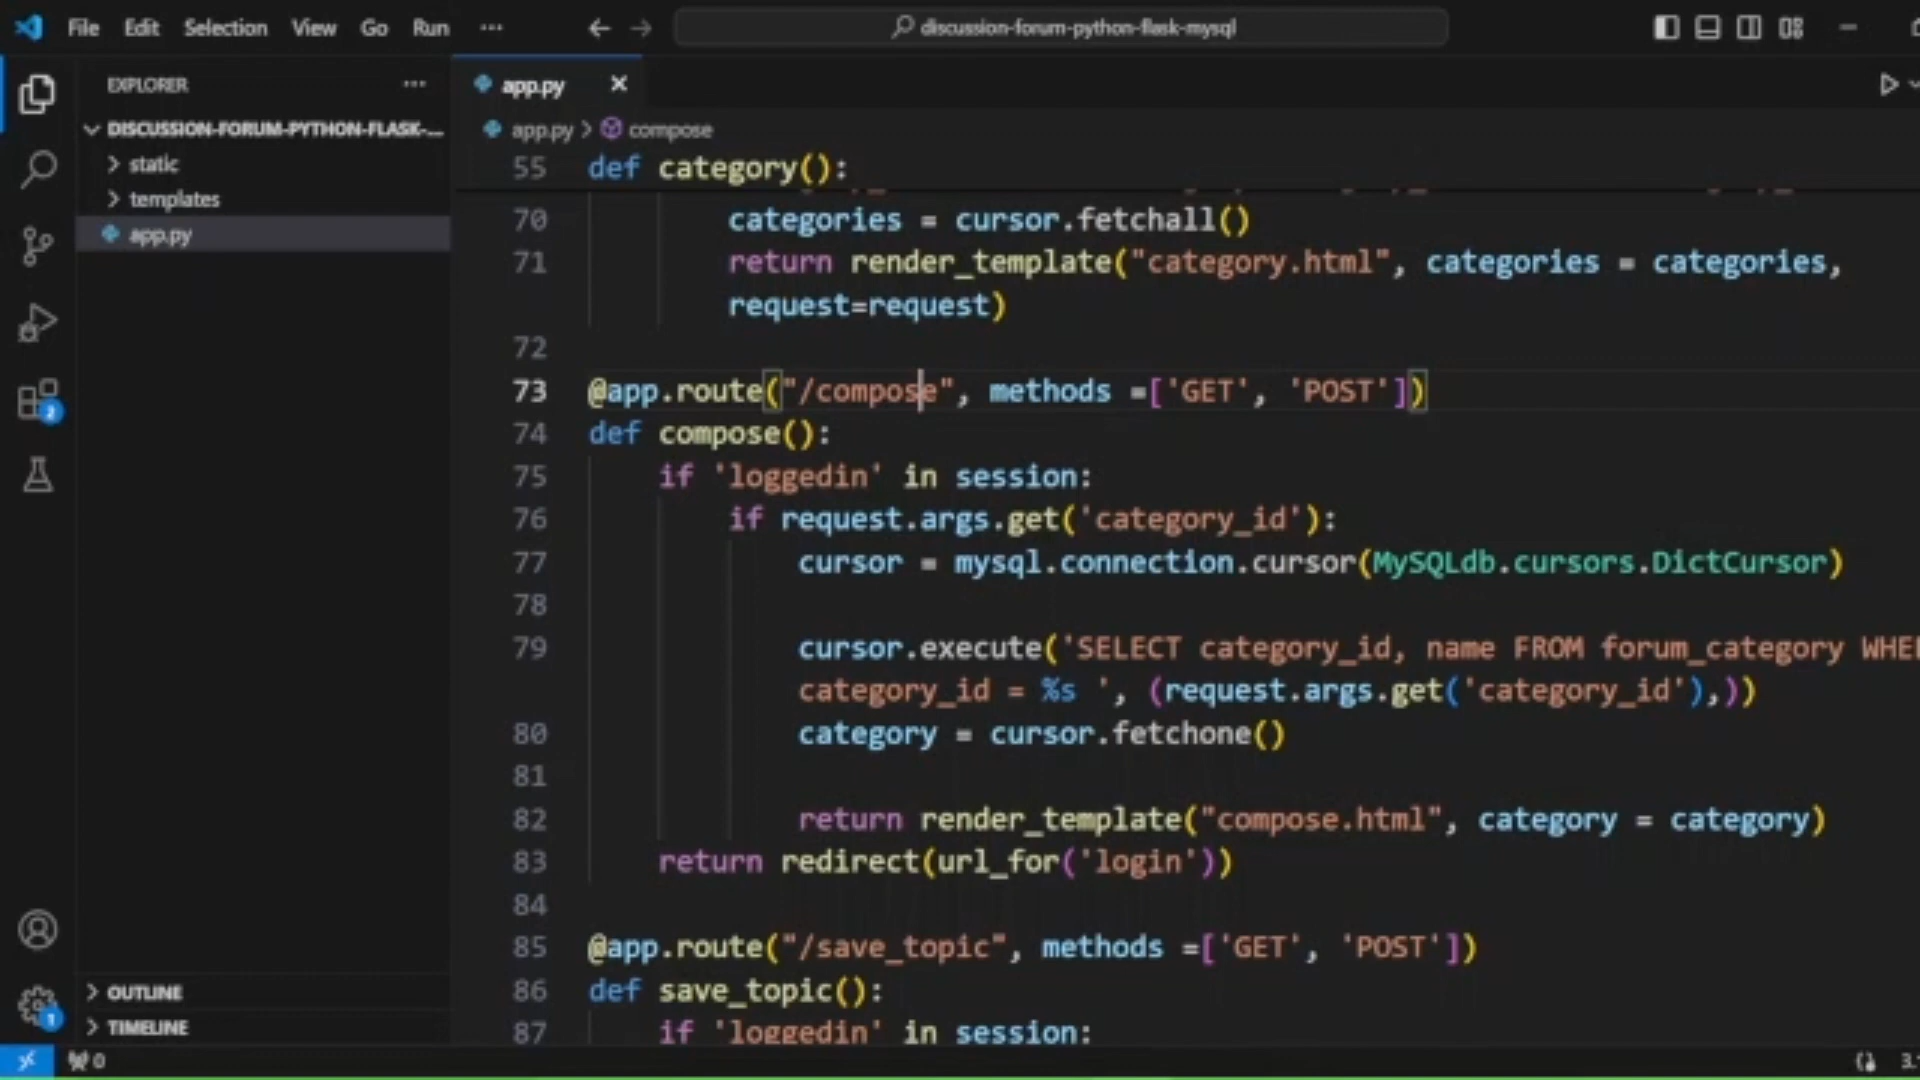 File Edit Selection View Go Run ··· discussion-forum-python-flask-mysql
EXPLORER ···
DISCUSSION-FORUM-PYTHON-FLASK-...
static
templates
app.py
app.py
app.py > compose
55 def category():
70 categories = cursor.fetchall()
71 return render_template("category.html", categories = categories,
request=request)
72
73 @app.route("/compose", methods =['GET', 'POST'])
74 def compose():
75 if 'loggedin' in session:
76 if request.args.get('category_id'):
77 cursor = mysql.connection.cursor(MySQLdb.cursors.DictCursor)
78
79 cursor.execute('SELECT category_id, name FROM forum_category WHE
category_id = %s ', (request.args.get('category_id'),))
80 category = cursor.fetchone()
81
82 return render_template("compose.html", category = category)
83 return redirect(url_for('login'))
84
85 @app.route("/save_topic", methods =['GET', 'POST'])
86 def save_topic():
87 if 'loggedin' in session:
2
1
OUTLINE
TIMELINE
0
3.